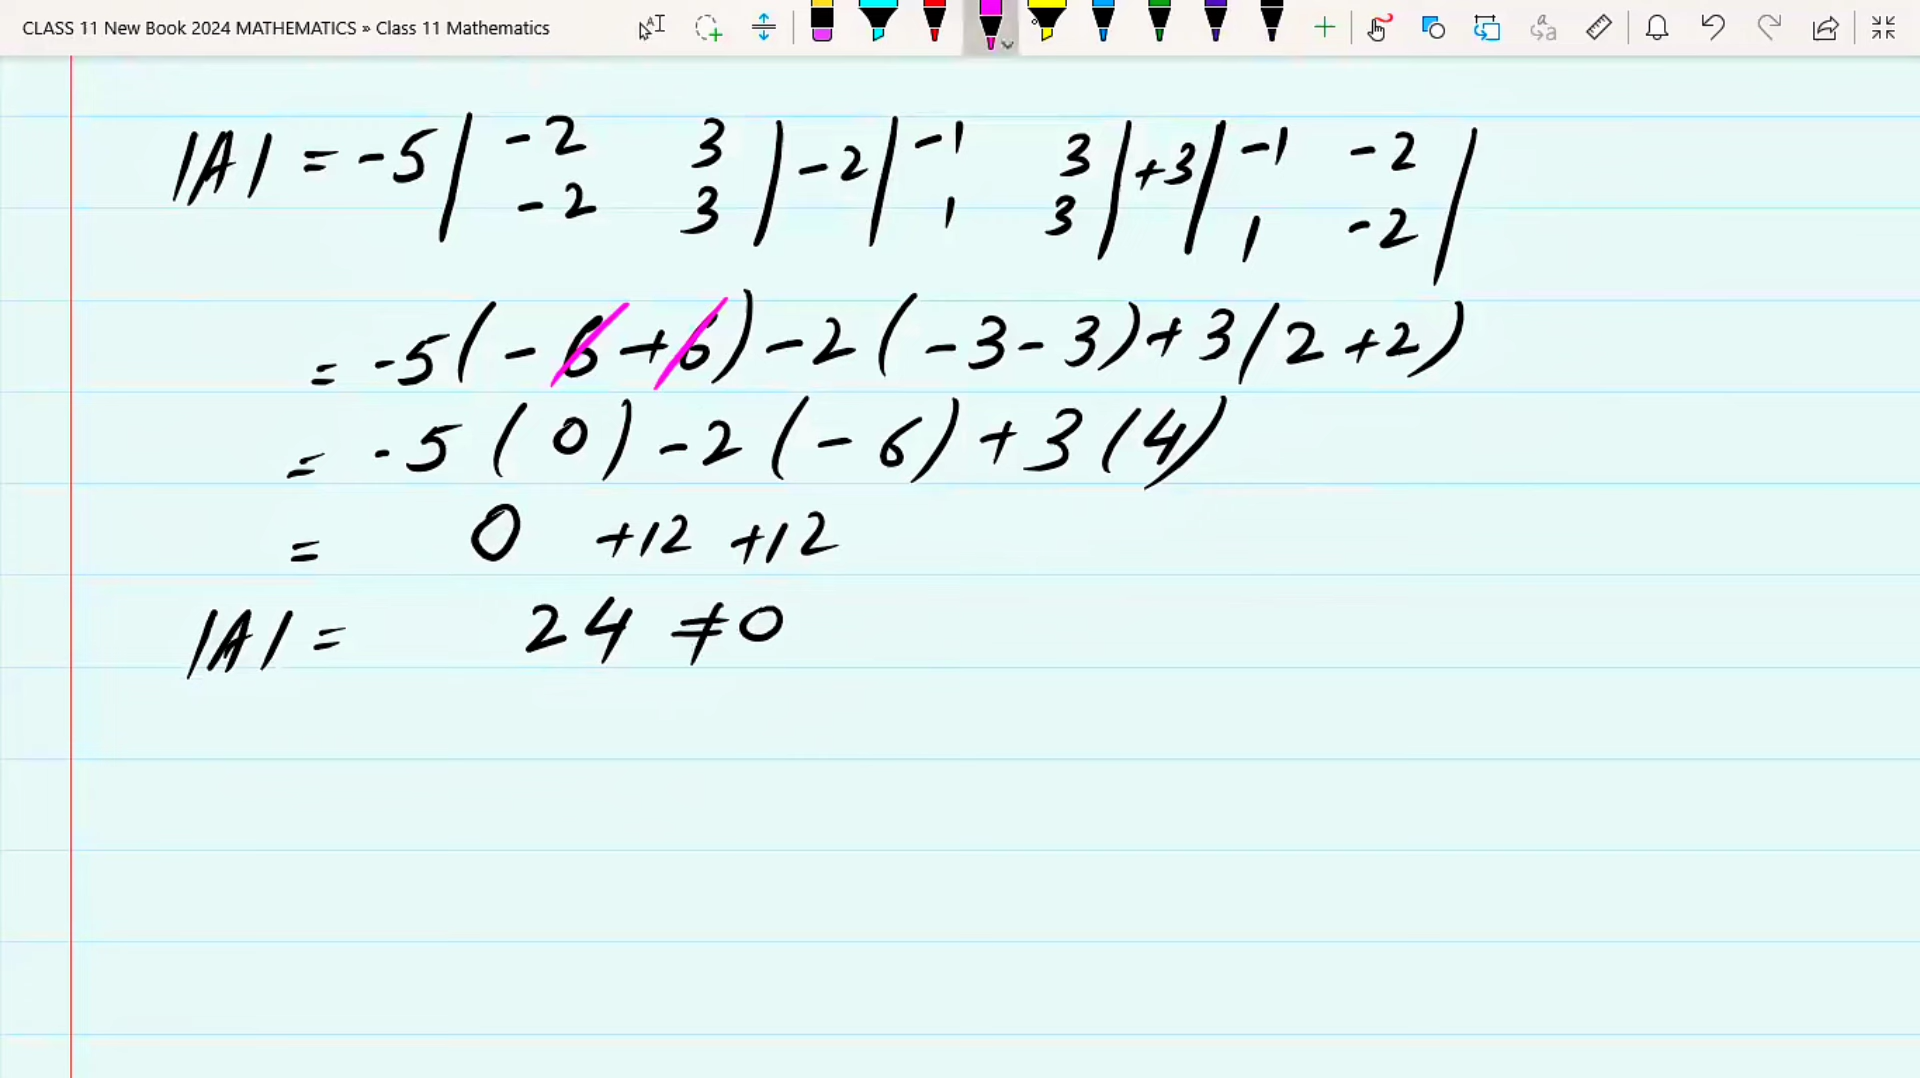 CLASS 11 New Book 2024 MATHEMATICS » Class 11 Mathematics
|A| = -5 | -2 3 | -2 | -1 3 | +3 | -1 -2 |
-2 3 1 3 1 -2
= -5 ( - 6 + 6 ) - 2 ( - 3 - 3 ) + 3 ( 2 + 2 )
= -5 ( 0 ) - 2 ( - 6 ) + 3 ( 4 )
= 0 +12 +12
|A| = 24 ≠ 0